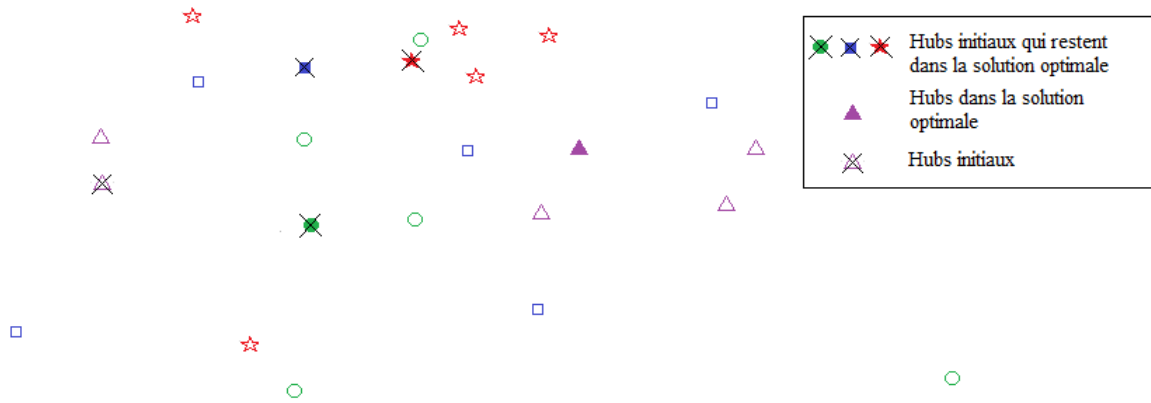 Hubs initiaux qui restent
dans la solution optimale
Hubs dans la solution
optimale
Hubs initiaux